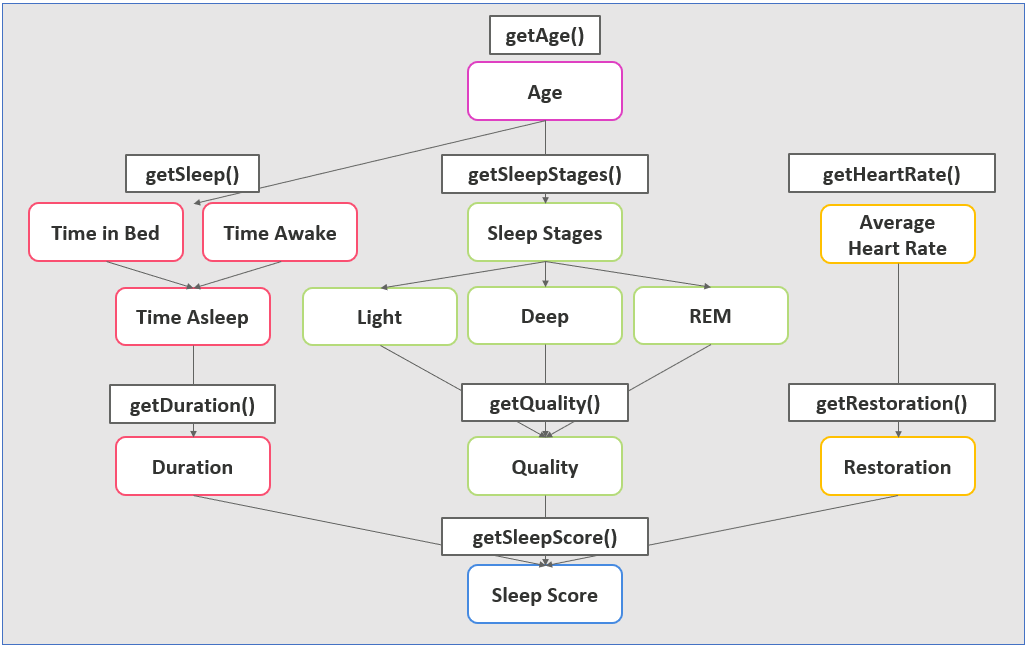 getAge()
Age
getSleep()
getSleepStages()
getHeartRate()
Time in Bed
Time Awake
Sleep Stages
Average
Heart Rate
Time Asleep
Light
Deep
REM
getDuration()
getQuality()
getRestoration()
Duration
Quality
Restoration
getSleepScore()
Sleep Score